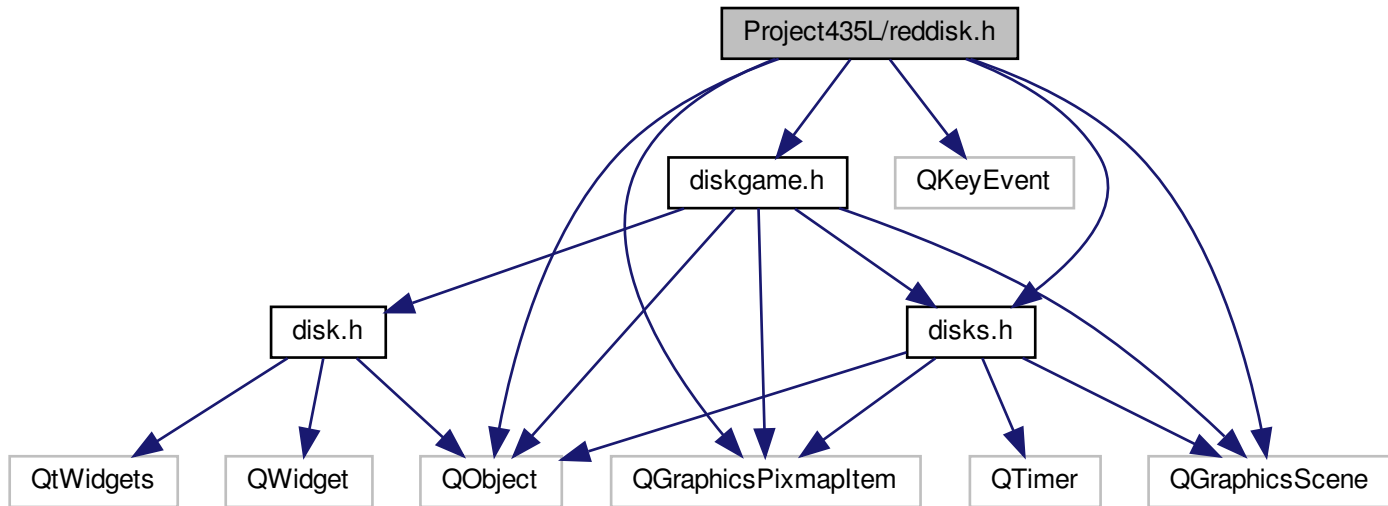 Project435L/reddisk.h
diskgame.h
QKeyEvent
disk.h
disks.h
QtWidgets
QWidget
QObject
QGraphicsPixmapItem
QTimer
QGraphicsScene